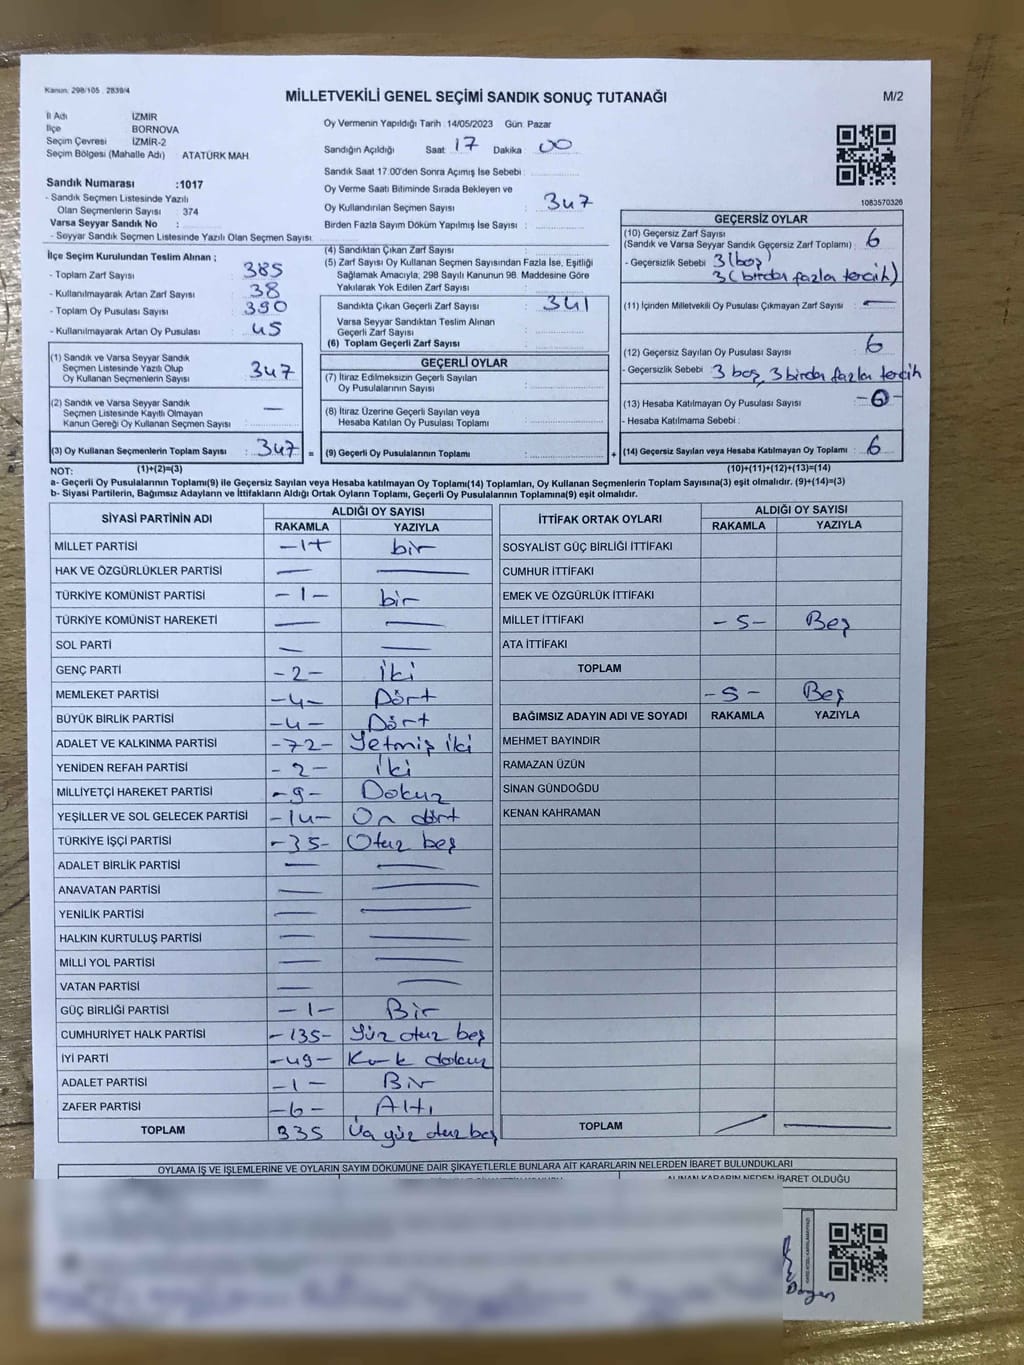 Kanun: 298/105 . 2839/4
MİLLETVEKİLİ GENEL SEÇİMİ SANDIK SONUÇ TUTANAĞI
M/2
İl Adı İZMİR
İlçe BORNOVA
Seçim Çevresi İZMİR-2
Seçim Bölgesi (Mahalle Adı) ATATÜRK MAH
Sandık Numarası :1017
- Sandık Seçmen Listesinde Yazılı
Olan Seçmenlerin Sayısı : 374
Varsa Seyyar Sandık No :
- Seyyar Sandık Seçmen Listesinde Yazılı Olan Seçmen Sayısı:
Oy Vermenin Yapıldığı Tarih : 14/05/2023 Gün: Pazar
Sandığın Açıldığı Saat: 17 Dakika: 00
Sandık Saat 17.00'den Sonra Açımış İse Sebebi :
Oy Verme Saati Bitiminde Sırada Bekleyen ve
Oy Kullandırılan Seçmen Sayısı : 347
Birden Fazla Sayım Döküm Yapılmış İse Sayısı :
1083570326
İlçe Seçim Kurulundan Teslim Alınan ;
- Toplam Zarf Sayısı : 385
- Kullanılmayarak Artan Zarf Sayısı : 38
- Toplam Oy Pusulası Sayısı : 390
- Kullanılmayarak Artan Oy Pusulası : 45
(1) Sandık ve Varsa Seyyar Sandık
Seçmen Listesinde Yazılı Olup
Oy Kullanan Seçmenlerin Sayısı : 347
(2) Sandık ve Varsa Seyyar Sandık
Seçmen Listesinde Kayıtlı Olmayan
Kanun Gereği Oy Kullanan Seçmen Sayısı : —
(3) Oy Kullanan Seçmenlerin Toplam Sayısı : 347 =
(4) Sandıktan Çıkan Zarf Sayısı :
(5) Zarf Sayısı Oy Kullanan Seçmen Sayısından Fazla İse, Eşitliği
Sağlamak Amacıyla, 298 Sayılı Kanunun 98. Maddesine Göre
Yakılarak Yok Edilen Zarf Sayısı :
Sandıkta Çıkan Geçerli Zarf Sayısı : 341
Varsa Seyyar Sandıktan Teslim Alınan
Geçerli Zarf Sayısı :
(6) Toplam Geçerli Zarf Sayısı :
GEÇERLİ OYLAR
(7) İtiraz Edilmeksizin Geçerli Sayılan
Oy Pusulalarının Sayısı :
(8) İtiraz Üzerine Geçerli Sayılan veya
Hesaba Katılan Oy Pusulası Toplamı :
(9) Geçerli Oy Pusulalarının Toplamı : +
GEÇERSİZ OYLAR
(10) Geçersiz Zarf Sayısı
(Sandık ve Varsa Seyyar Sandık Geçersiz Zarf Toplamı) : 6
- Geçersizlik Sebebi : 3 (boş)
3 (birden fazla tercih)
(11) İçinden Milletvekili Oy Pusulası Çıkmayan Zarf Sayısı : —
(12) Geçersiz Sayılan Oy Pusulası Sayısı : 6
- Geçersizlik Sebebi : 3 boş, 3 birden fazla tercih
(13) Hesaba Katılmayan Oy Pusulası Sayısı : -0-
- Hesaba Katılmama Sebebi :
(14) Geçersiz Sayılan veya Hesaba Katılmayan Oy Toplamı : 6
NOT: (1)+(2)=(3) (10)+(11)+(12)+(13)=(14)
a- Geçerli Oy Pusulalarının Toplamı(9) ile Geçersiz Sayılan veya Hesaba katılmayan Oy Toplamı(14) Toplamları, Oy Kullanan Seçmenlerin Toplam Sayısına(3) eşit olmalıdır. (9)+(14)=(3)
b- Siyasi Partilerin, Bağımsız Adayların ve İttifakların Aldığı Ortak Oyların Toplamı, Geçerli Oy Pusulalarının Toplamına(9) eşit olmalıdır.
SİYASİ PARTİNİN ADI ALDIĞI OY SAYISI
RAKAMLA YAZIYLA
MİLLET PARTİSİ -1+ bir
HAK VE ÖZGÜRLÜKLER PARTİSİ — —
TÜRKİYE KOMÜNİST PARTİSİ -1- bir
TÜRKİYE KOMÜNİST HAREKETİ — —
SOL PARTİ — —
GENÇ PARTİ -2- İki
MEMLEKET PARTİSİ -4- Dört
BÜYÜK BİRLİK PARTİSİ -4- Dört
ADALET VE KALKINMA PARTİSİ -72- Yetmiş iki
YENİDEN REFAH PARTİSİ -2- İki
MİLLİYETÇİ HAREKET PARTİSİ -9- Dokuz
YEŞİLLER VE SOL GELECEK PARTİSİ -14- On dört
TÜRKİYE İŞÇİ PARTİSİ -35- Otuz beş
ADALET BİRLİK PARTİSİ — —
ANAVATAN PARTİSİ — —
YENİLİK PARTİSİ — —
HALKIN KURTULUŞ PARTİSİ — —
MİLLİ YOL PARTİSİ — —
VATAN PARTİSİ — —
GÜÇ BİRLİĞİ PARTİSİ -1- Bir
CUMHURİYET HALK PARTİSİ -135- Yüz otuz beş
İYİ PARTİ -49- Kırk dokuz
ADALET PARTİSİ -1- Bir
ZAFER PARTİSİ -6- Altı
TOPLAM 335 Üç yüz otuz beş
İTTİFAK ORTAK OYLARI ALDIĞI OY SAYISI
RAKAMLA YAZIYLA
SOSYALİST GÜÇ BİRLİĞİ İTTİFAKI
CUMHUR İTTİFAKI
EMEK VE ÖZGÜRLÜK İTTİFAKI
MİLLET İTTİFAKI -5- Beş
ATA İTTİFAKI
TOPLAM
-5- Beş
BAĞIMSIZ ADAYIN ADI VE SOYADI RAKAMLA YAZIYLA
MEHMET BAYINDIR
RAMAZAN ÜZÜN
SİNAN GÜNDOĞDU
KENAN KAHRAMAN
TOPLAM — —
OYLAMA İŞ VE İŞLEMLERİNE VE OYLARIN SAYIM DÖKÜMÜNE DAİR ŞİKAYETLERLE BUNLARA AİT KARARLARIN NELERDEN İBARET BULUNDUKLARI
ALINAN KARARIN NEDEN İBARET OLDUĞU